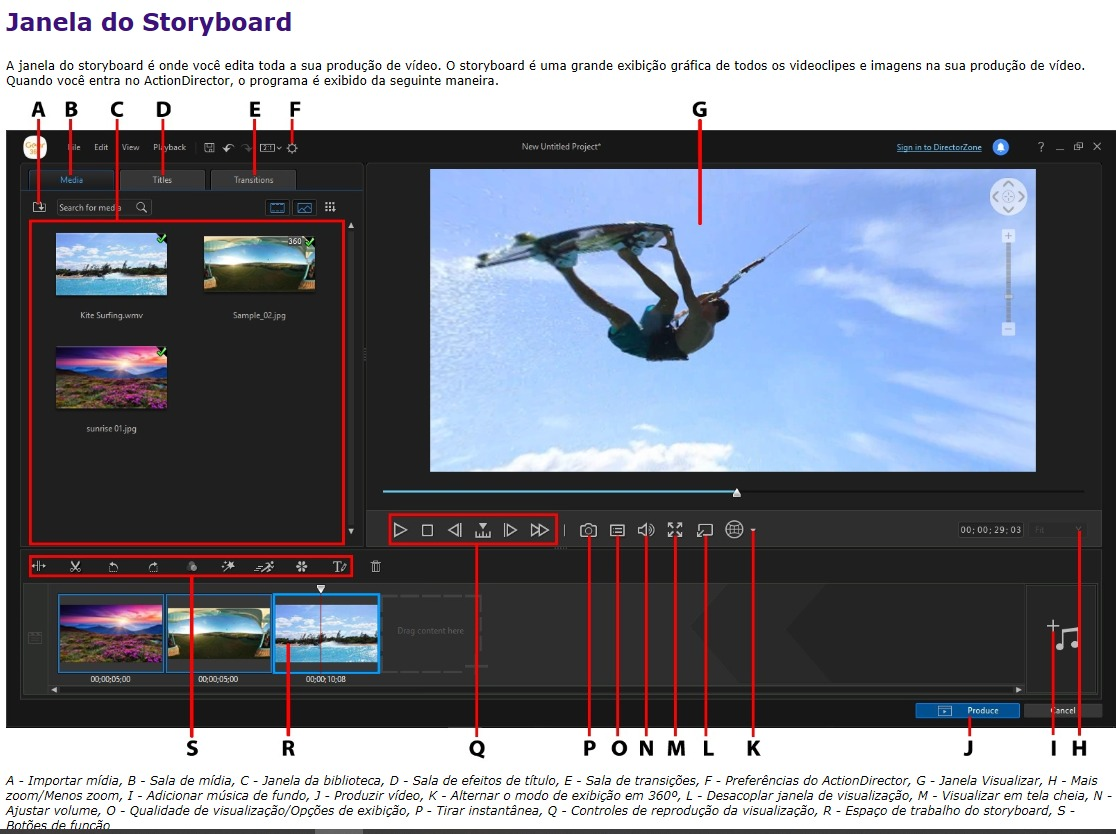 Janela do Storyboard
A janela do storyboard é onde você edita toda a sua produção de vídeo. O storyboard é uma grande exibição gráfica de todos os videoclipes e imagens na sua produção de vídeo.
Quando você entra no ActionDirector, o programa é exibido da seguinte maneira.
A B C D E F G
Gear 360 File Edit View Playback New Untitled Project* Sign in to DirectorZone ?
Media Titles Transitions
Search for media
360
Kite Surfing.wmv Sample_02.jpg
sunrise 01.jpg
00; 00; 29; 03 Fit
Drag content here
00;00;05;00 00;00;05;00 00;00;10;08
Produce Cancel
S R Q P O N M L K J I H
A - Importar mídia, B - Sala de mídia, C - Janela da biblioteca, D - Sala de efeitos de título, E - Sala de transições, F - Preferências do ActionDirector, G - Janela Visualizar, H - Mais
zoom/Menos zoom, I - Adicionar música de fundo, J - Produzir vídeo, K - Alternar o modo de exibição em 360º, L - Desacoplar janela de visualização, M - Visualizar em tela cheia, N -
Ajustar volume, O - Qualidade de visualização/Opções de exibição, P - Tirar instantânea, Q - Controles de reprodução da visualização, R - Espaço de trabalho do storyboard, S -
Botões de função